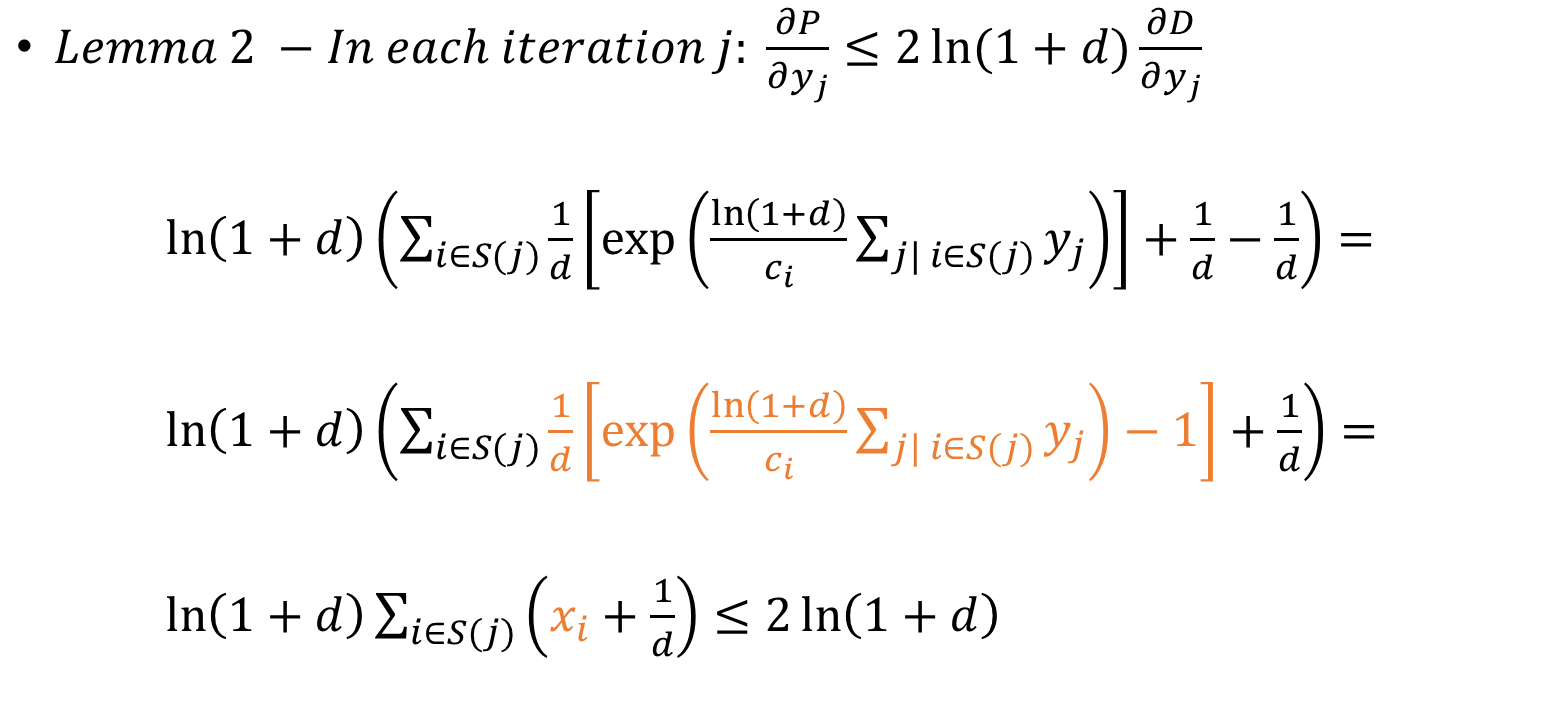 • Lemma 2 − In each iteration j: ∂P/∂y_j ≤ 2 ln(1 + d) ∂D/∂y_j
ln(1 + d) (∑_{i∈S(j)} 1/d [exp (ln(1+d)/c_i ∑_{j| i∈S(j)} y_j)] + 1/d − 1/d) =
ln(1 + d) (∑_{i∈S(j)} 1/d [exp (ln(1+d)/c_i ∑_{j| i∈S(j)} y_j) − 1] + 1/d) =
ln(1 + d) ∑_{i∈S(j)} (x_i + 1/d) ≤ 2 ln(1 + d)